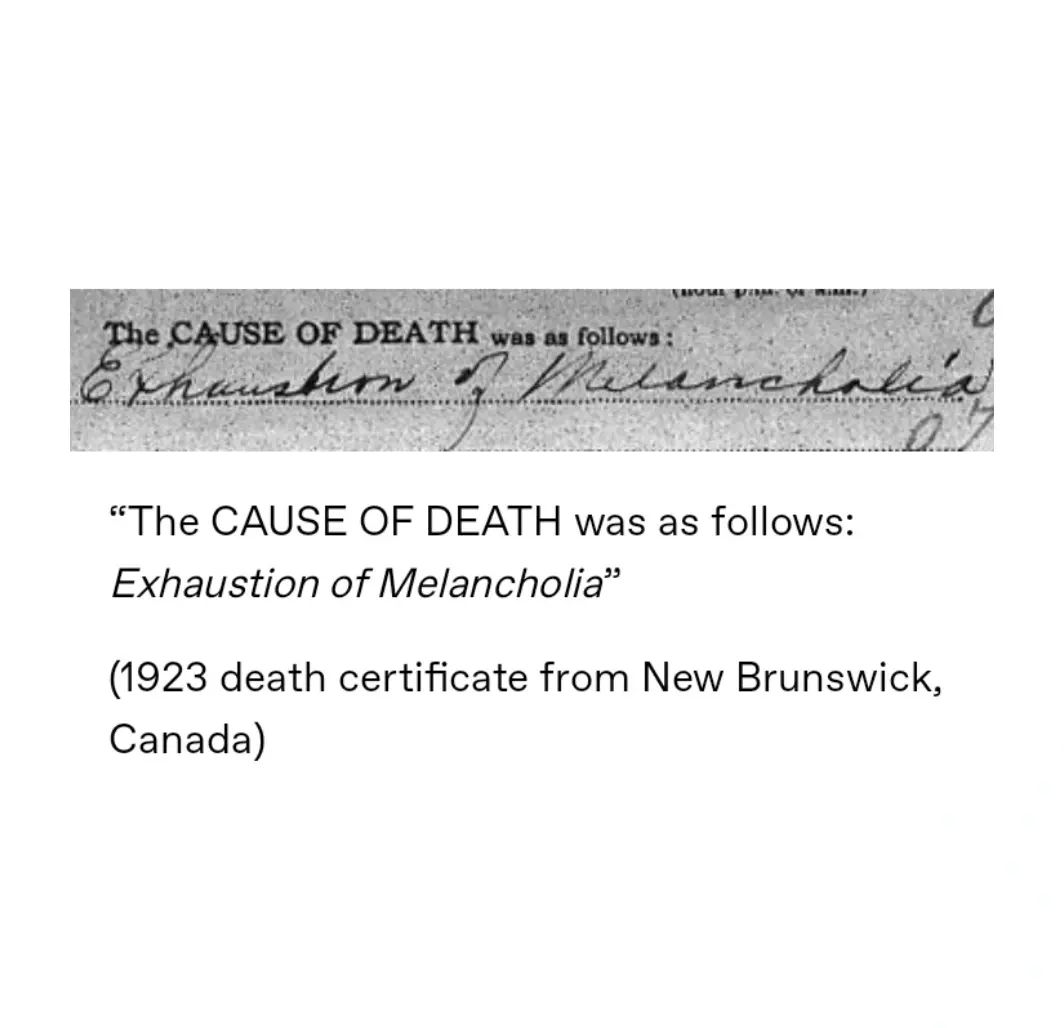 The CAUSE OF DEATH was as follows:
Exhaustion of Melancholia
“The CAUSE OF DEATH was as follows:
Exhaustion of Melancholia”
(1923 death certificate from New Brunswick,
Canada)